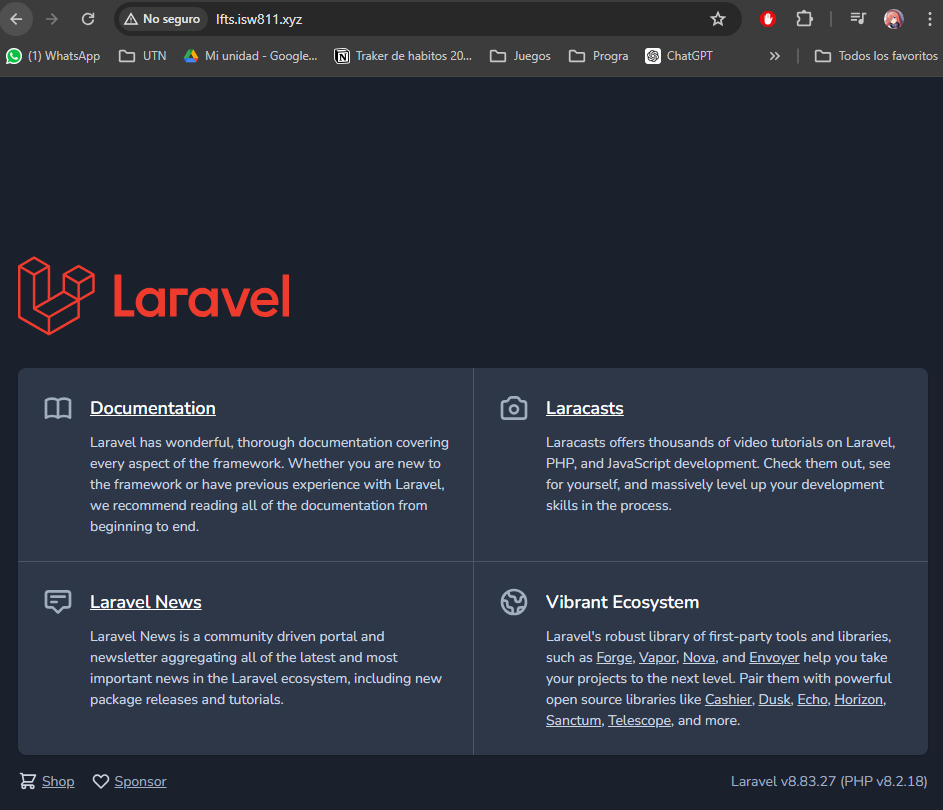 No seguro
lfts.isw811.xyz
(1) WhatsApp
UTN
Mi unidad - Google...
Traker de habitos 20...
Juegos
Progra
ChatGPT
»
Todos los favoritos
Laravel
Documentation
Laravel has wonderful, thorough documentation covering
every aspect of the framework. Whether you are new to
the framework or have previous experience with Laravel,
we recommend reading all of the documentation from
beginning to end.
Laracasts
Laracasts offers thousands of video tutorials on Laravel,
PHP, and JavaScript development. Check them out, see
for yourself, and massively level up your development
skills in the process.
Laravel News
Laravel News is a community driven portal and
newsletter aggregating all of the latest and most
important news in the Laravel ecosystem, including new
package releases and tutorials.
Vibrant Ecosystem
Laravel's robust library of first-party tools and libraries,
such as Forge, Vapor, Nova, and Envoyer help you take
your projects to the next level. Pair them with powerful
open source libraries like Cashier, Dusk, Echo, Horizon,
Sanctum, Telescope, and more.
Shop
Sponsor
Laravel v8.83.27 (PHP v8.2.18)